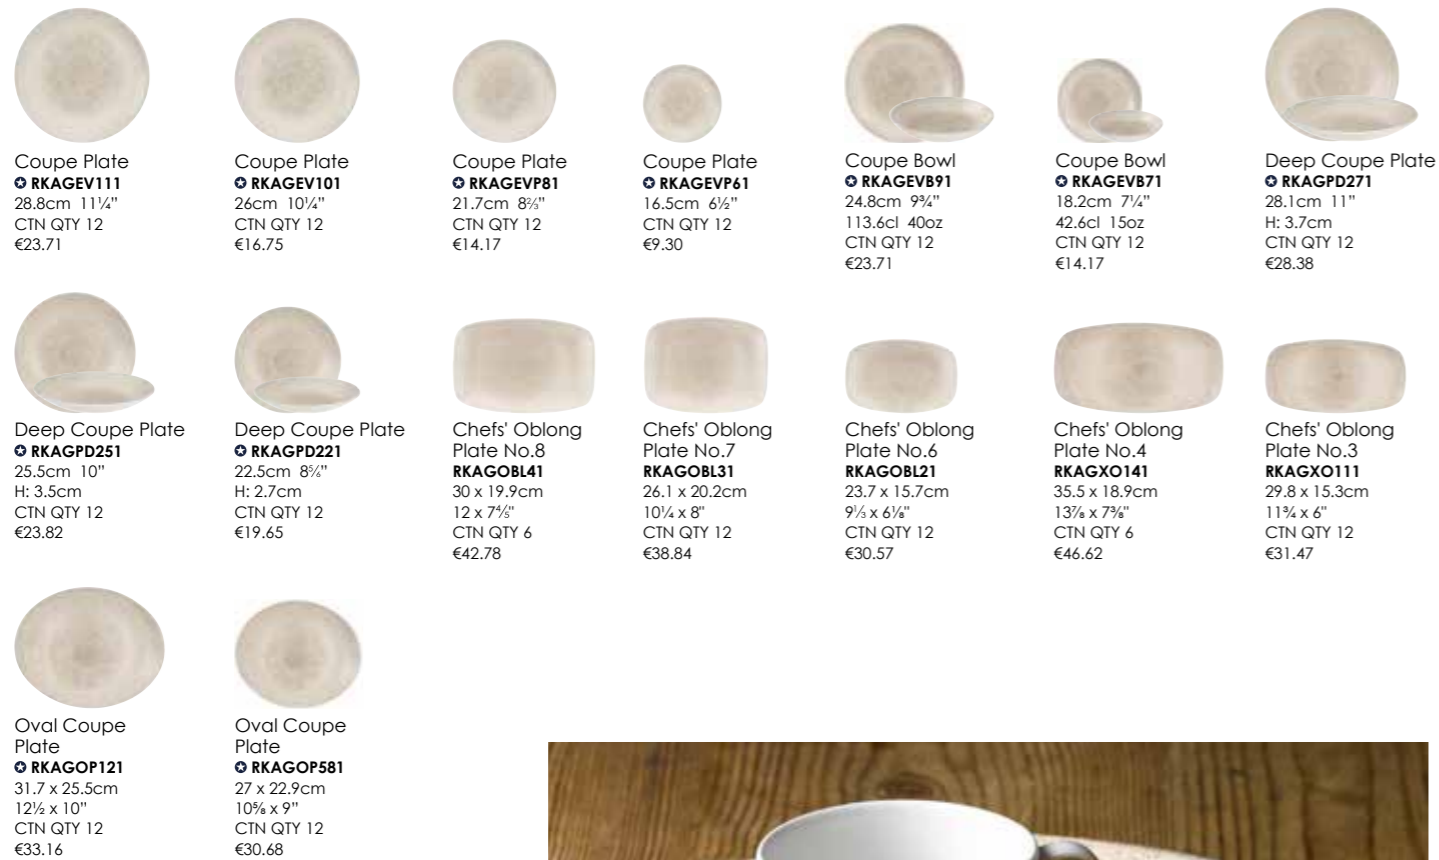 Coupe Plate
✪ RKAGEV111
28.8cm 11¼”
CTN QTY 12
€23.71
Coupe Plate
✪ RKAGEV101
26cm 10¼”
CTN QTY 12
€16.75
Coupe Plate
✪ RKAGEVP81
21.7cm 8⅔”
CTN QTY 12
€14.17
Coupe Plate
✪ RKAGEVP61
16.5cm 6½”
CTN QTY 12
€9.30
Coupe Bowl
✪ RKAGEVB91
24.8cm 9¾”
113.6cl 40oz
CTN QTY 12
€23.71
Coupe Bowl
✪ RKAGEVB71
18.2cm 7¼”
42.6cl 15oz
CTN QTY 12
€14.17
Deep Coupe Plate
✪ RKAGPD271
28.1cm 11”
H: 3.7cm
CTN QTY 12
€28.38
Deep Coupe Plate
✪ RKAGPD251
25.5cm 10”
H: 3.5cm
CTN QTY 12
€23.82
Deep Coupe Plate
✪ RKAGPD221
22.5cm
H: 2.7cm
CTN QTY 12
€19.65
Chefs' Oblong
Plate No.8
RKAGOBL41
30 x 19.9cm
12 x 7⅘"
CTN QTY 6
€42.78
Chefs' Oblong
Plate No.7
RKAGOBL31
26.1 x 20.2cm
10¼ x 8"
CTN QTY 12
€38.84
Chefs' Oblong
Plate No.6
RKAGOBL21
23.7 x 15.7cm
9⅓ x 6⅛"
CTN QTY 12
€30.57
Chefs' Oblong
Plate No.4
RKAGXO141
35.5 x 18.9cm
13⅞ x 7⅜"
CTN QTY 6
€46.62
Chefs' Oblong
Plate No.3
RKAGXO111
29.8 x 15.3cm
11¾ x 6"
CTN QTY 12
€31.47
Oval Coupe
Plate
✪ RKAGOP121
31.7 x 25.5cm
12½ x 10”
CTN QTY 12
€33.16
Oval Coupe
Plate
✪ RKAGOP581
27 x 22.9cm
10⅝ x 9”
CTN QTY 12
€30.68